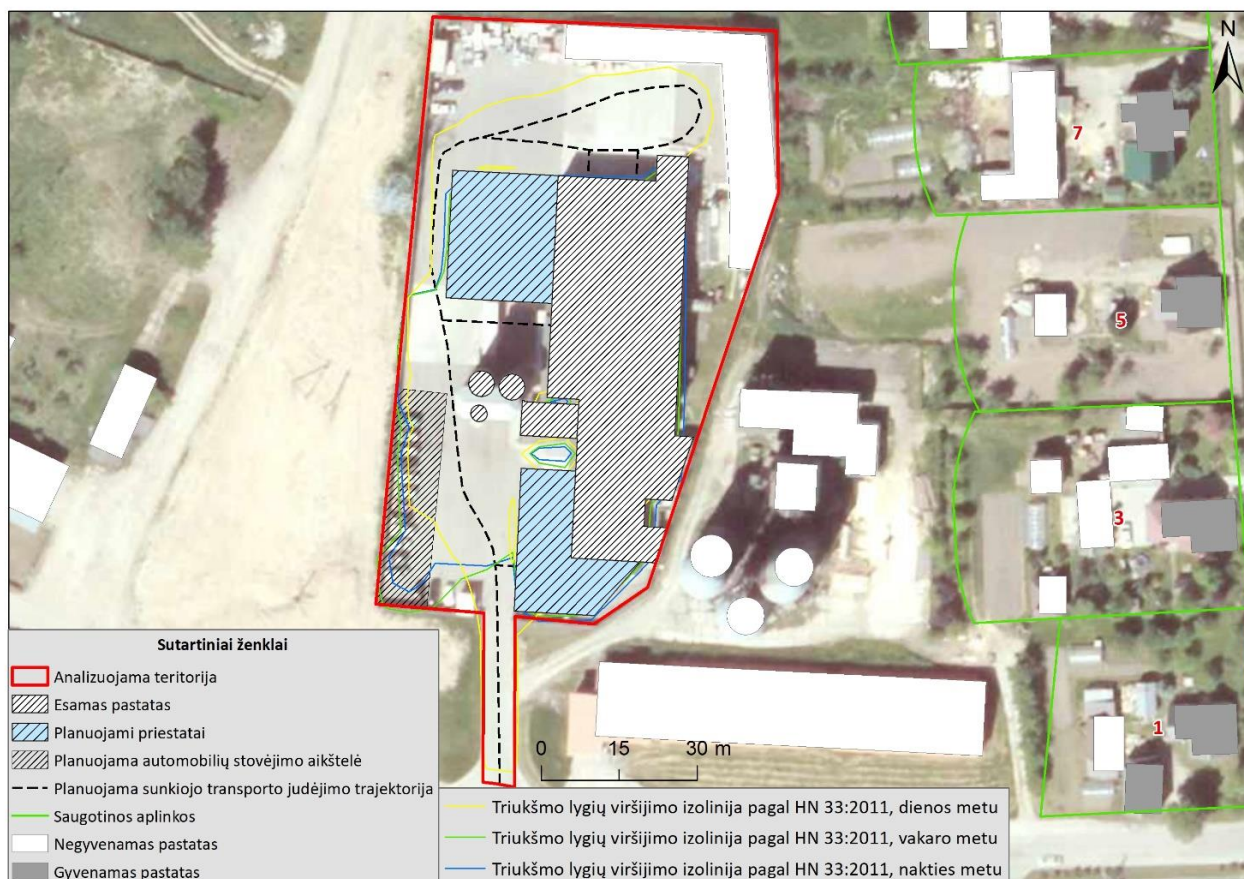 N
7
5
3
1
0 15 30 m
Sutartiniai ženklai
Analizuojama teritorija
Esamas pastatas
Planuojami priestatai
Planuojama automobilių stovėjimo aikštelė
Planuojama sunkiojo transporto judėjimo trajektorija
Saugotinos aplinkos
Negyvenamas pastatas
Gyvenamas pastatas
Triukšmo lygių viršijimo izolinija pagal HN 33:2011, dienos metu
Triukšmo lygių viršijimo izolinija pagal HN 33:2011, vakaro metu
Triukšmo lygių viršijimo izolinija pagal HN 33:2011, nakties metu